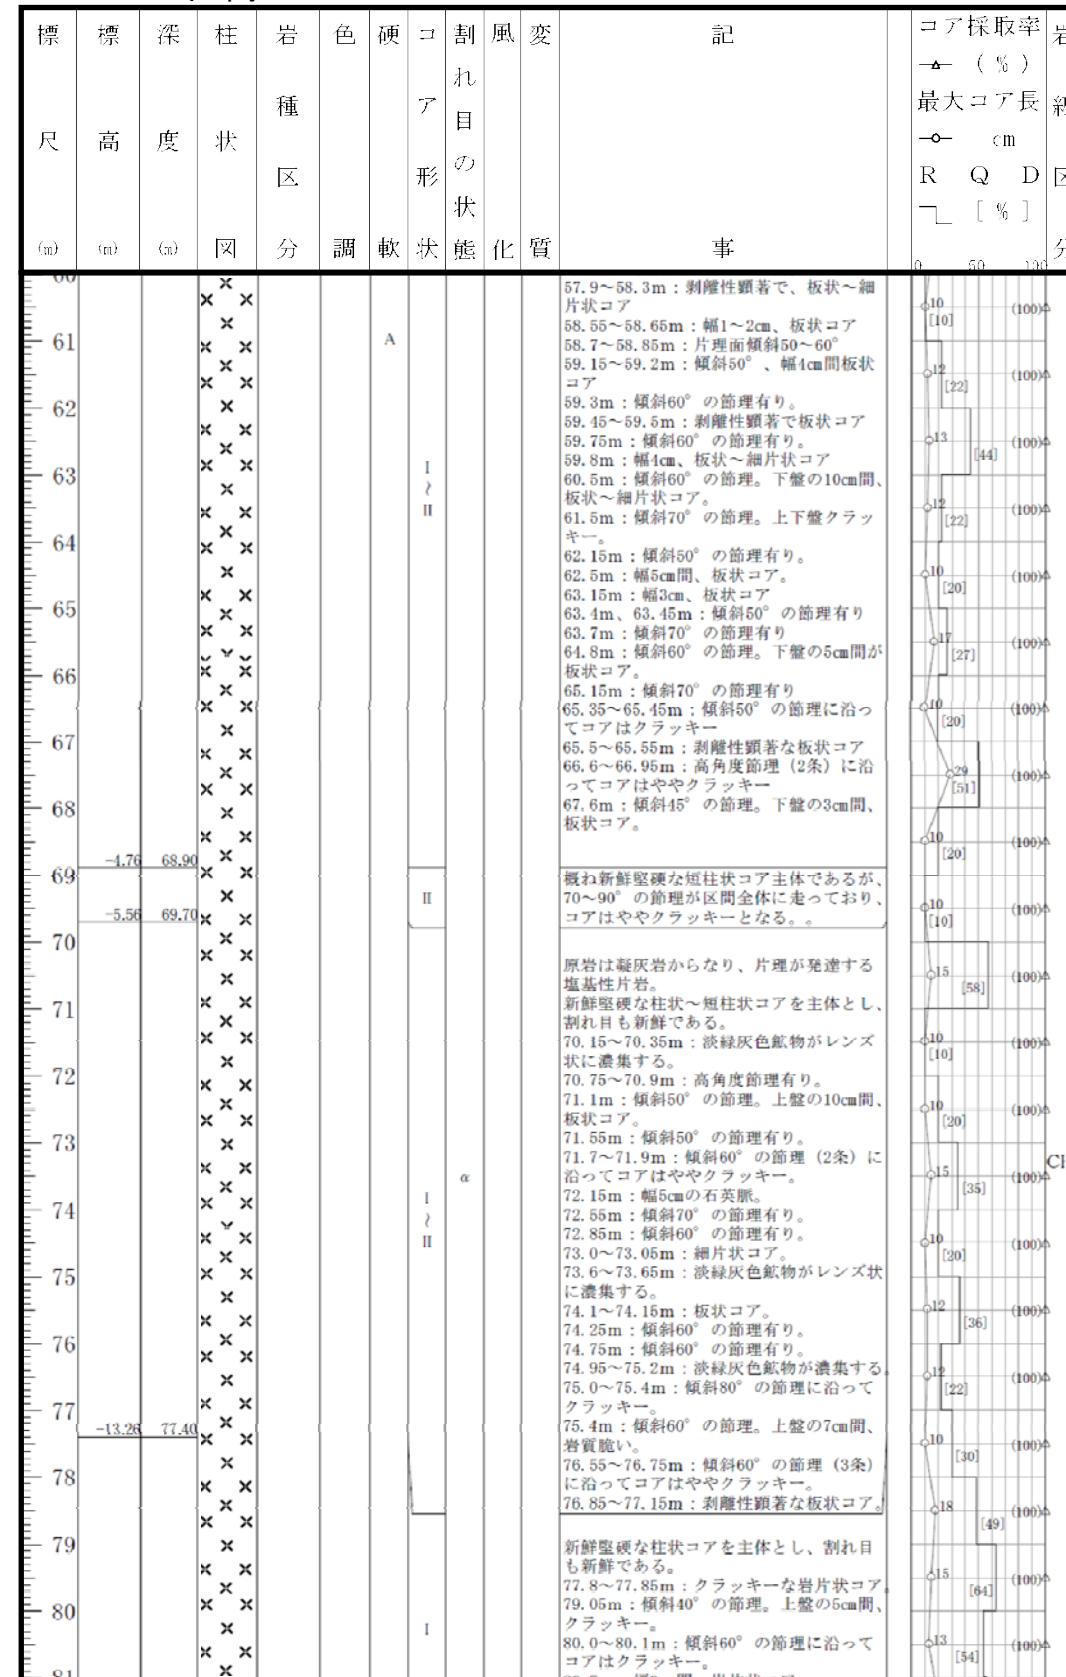 標尺(m)
標高(m)
深度(m)
柱状図
岩種区分
色調
硬軟
コア形状
割れ目の状態
風化
変質
記事
コア採取率
( % )
最大コア長
cm
R Q D
[ % ]
0 50 100
61
62
63
64
65
66
67
68
69
70
71
72
73
74
75
76
77
78
79
80
-4.76 68.90
-5.56 69.70
-13.26 77.40
A
I
~
II
II
I
~
II
I
α
57.9~58.3m:剥離性顕著で、板状~細
片状コア
58.55~58.65m:幅1~2cm、板状コア
58.7~58.85m:片理面傾斜50~60°
59.15~59.2m:傾斜50°、幅4cm間板状
コア
59.3m:傾斜60°の節理有り。
59.45~59.5m:剥離性顕著で板状コア
59.75m:傾斜60°の節理有り。
59.8m:幅4cm、板状~細片状コア
60.5m:傾斜60°の節理。下盤の10cm間、
板状~細片状コア。
61.5m:傾斜70°の節理。上下盤クラッ
キー。
62.15m:傾斜50°の節理有り。
62.5m:幅5cm間、板状コア。
63.15m:幅3cm、板状コア
63.4m、63.45m:傾斜50°の節理有り
63.7m:傾斜70°の節理有り
64.8m:傾斜60°の節理。下盤の5cm間が
板状コア。
65.15m:傾斜70°の節理有り
65.35~65.45m:傾斜50°の節理に沿っ
てコアはクラッキー
65.5~65.55m:剥離性顕著な板状コア
66.6~66.95m:高角度節理(2条)に沿
ってコアはややクラッキー
67.6m:傾斜45°の節理。下盤の3cm間、
板状コア。
概ね新鮮堅硬な短柱状コア主体であるが、
70~90°の節理が区間全体に走っており、
コアはややクラッキーとなる。。
原岩は凝灰岩からなり、片理が発達する
塩基性片岩。
新鮮堅硬な柱状~短柱状コアを主体とし、
割れ目も新鮮である。
70.15~70.35m:淡緑灰色鉱物がレンズ
状に濃集する。
70.75~70.9m:高角度節理有り。
71.1m:傾斜50°の節理。上盤の10cm間、
板状コア。
71.55m:傾斜50°の節理有り。
71.7~71.9m:傾斜60°の節理(2条)に
沿ってコアはややクラッキー。
72.15m:幅5cmの石英脈。
72.55m:傾斜70°の節理有り。
72.85m:傾斜60°の節理有り。
73.0~73.05m:細片状コア。
73.6~73.65m:淡緑灰色鉱物がレンズ状
に濃集する。
74.1~74.15m:板状コア。
74.25m:傾斜60°の節理有り。
74.75m:傾斜60°の節理有り。
74.95~75.2m:淡緑灰色鉱物が濃集する。
75.0~75.4m:傾斜80°の節理に沿って
クラッキー。
75.4m:傾斜60°の節理。上盤の7cm間、
岩質脆い。
76.55~76.75m:傾斜60°の節理(3条)
に沿ってコアはややクラッキー。
76.85~77.15m:剥離性顕著な板状コア。
新鮮堅硬な柱状コアを主体とし、割れ目
も新鮮である。
77.8~77.85m:クラッキーな岩片状コア。
79.05m:傾斜40°の節理。上盤の5cm間、
クラッキー。
80.0~80.1m:傾斜60°の節理に沿って
コアはクラッキー。
10 [10] (100)
12 [22] (100)
13 [44] (100)
12 [22] (100)
10 [20] (100)
17 [27] (100)
10 [20] (100)
29 [51] (100)
10 [20] (100)
10 [10] (100)
15 [58] (100)
10 [10] (100)
10 [20] (100)
15 [35] (100)
10 [20] (100)
12 [36] (100)
12 [22] (100)
10 [30] (100)
18 [49] (100)
15 [64] (100)
13 [54] (100)